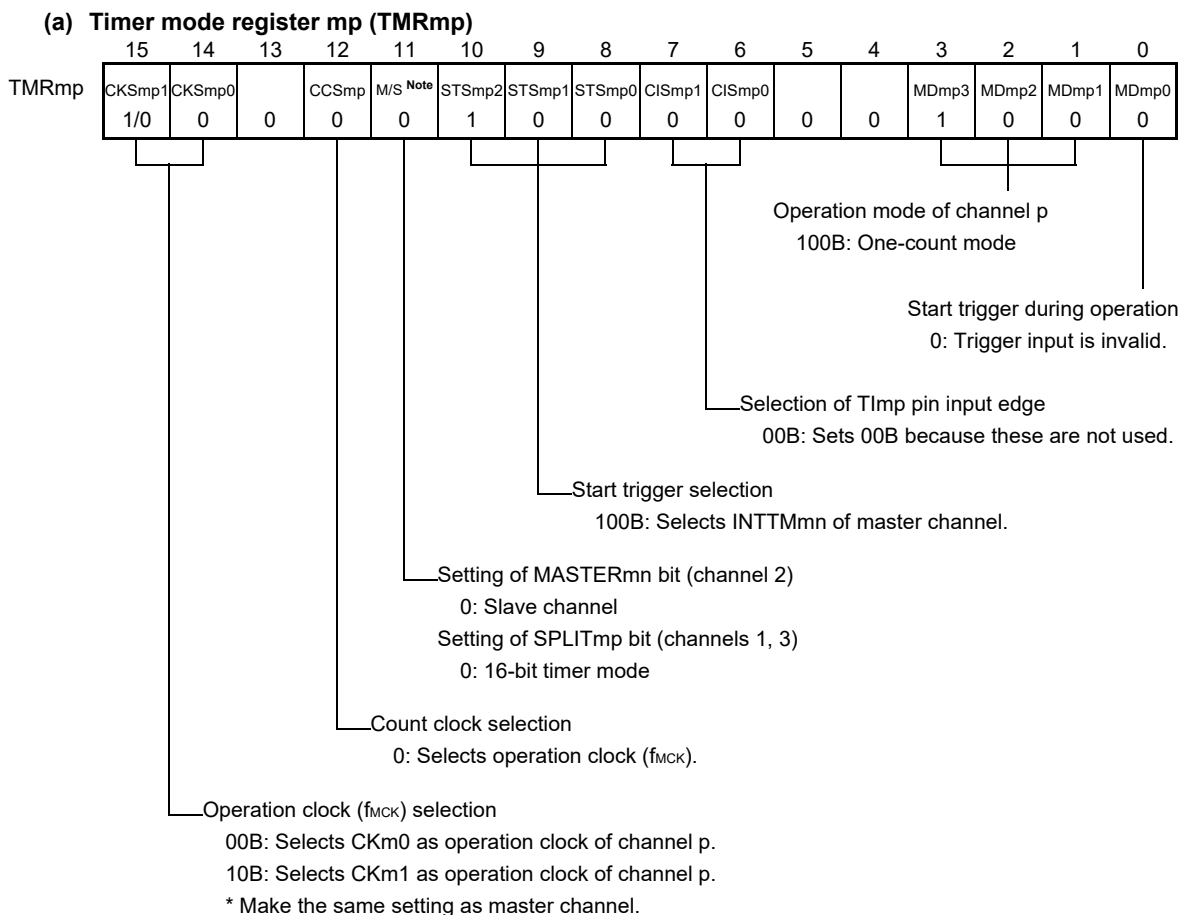 (a) Timer mode register mp (TMRmp)
15 14 13 12 11 10 9 8 7 6 5 4 3 2 1 0
TMRmp CKSmp1 CKSmp0 CCSmp M/S Note STSmp2 STSmp1 STSmp0 CISmp1 CISmp0 MDmp3 MDmp2 MDmp1 MDmp0
1/0 0 0 0 0 1 0 0 0 0 0 0 1 0 0 0
Operation mode of channel p
100B: One-count mode
Start trigger during operation
0: Trigger input is invalid.
Selection of TImp pin input edge
00B: Sets 00B because these are not used.
Start trigger selection
100B: Selects INTTMmn of master channel.
Setting of MASTERmn bit (channel 2)
0: Slave channel
Setting of SPLITmp bit (channels 1, 3)
0: 16-bit timer mode
Count clock selection
0: Selects operation clock (fMCK).
Operation clock (fMCK) selection
00B: Selects CKm0 as operation clock of channel p.
10B: Selects CKm1 as operation clock of channel p.
* Make the same setting as master channel.